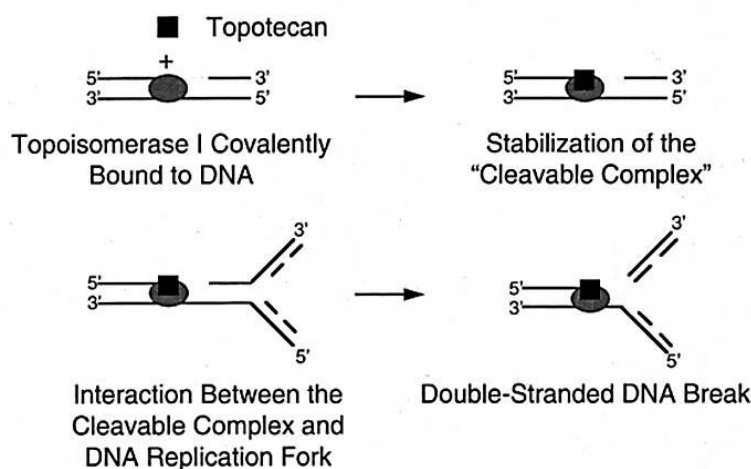 Topotecan
+
5' 3'
3' 5'
Topoisomerase I Covalently
Bound to DNA
5' 3'
3' 5'
Stabilization of the
"Cleavable Complex"
3'
5'
3'
5'
Interaction Between the
Cleavable Complex and
DNA Replication Fork
3'
5'
3'
5'
Double-Stranded DNA Break